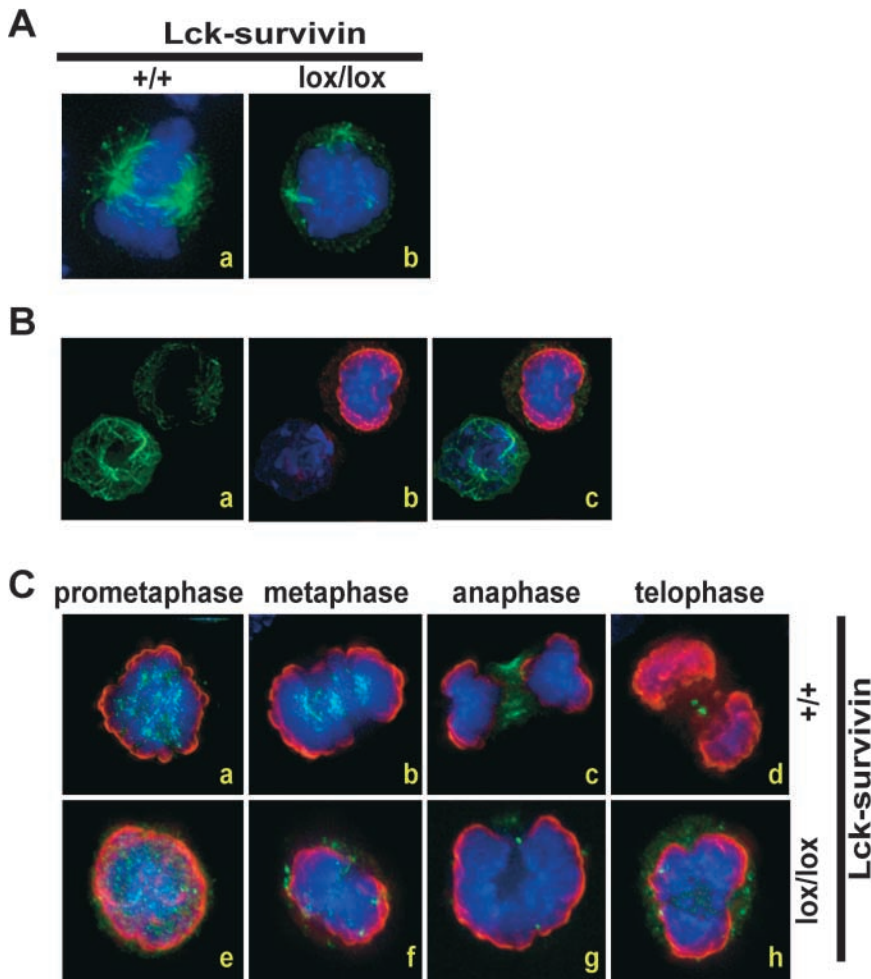 A
Lck-survivin
+/+ lox/lox
a b
B
a b c
C
prometaphase metaphase anaphase telophase
a b c d
+/+
e f g h
lox/lox
Lck-survivin